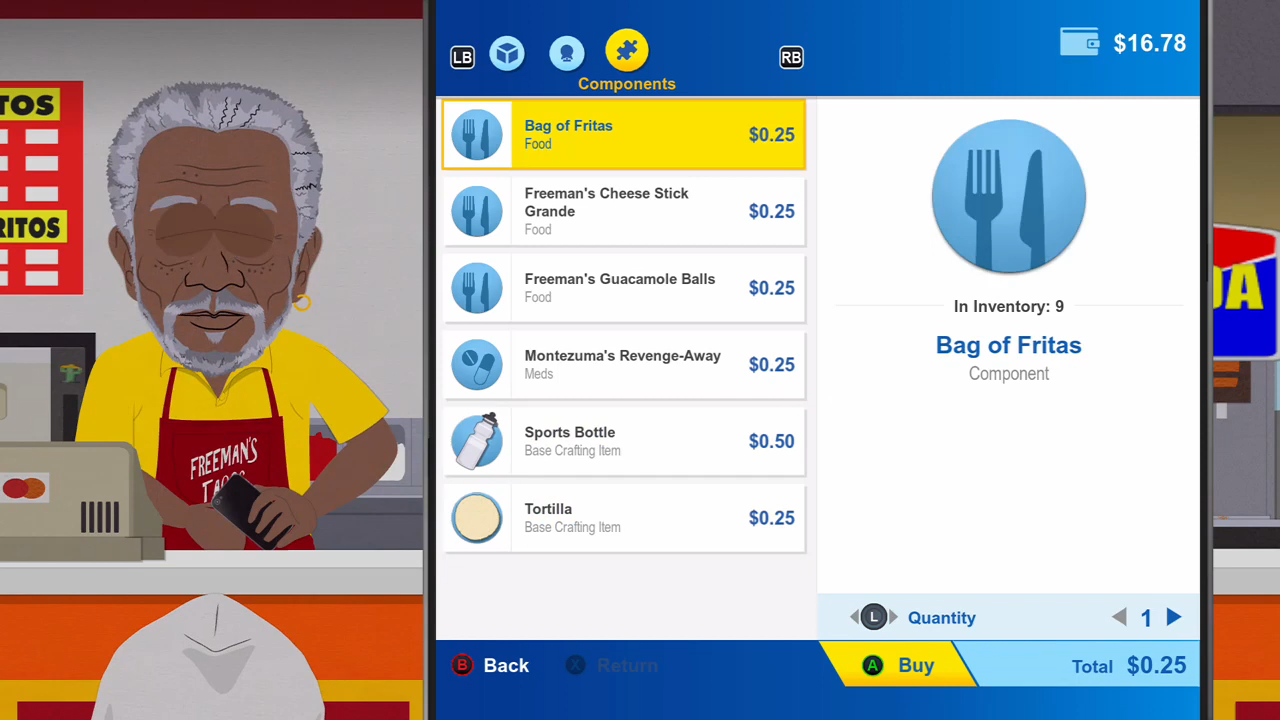 TOS
RITOS
FREEMAN'S
LB
RB
Components
$16.78
Bag of Fritas
Food
$0.25
Freeman's Cheese Stick
Grande
Food
$0.25
Freeman's Guacamole Balls
Food
$0.25
Montezuma's Revenge-Away
Meds
$0.25
Sports Bottle
Base Crafting Item
$0.50
Tortilla
Base Crafting Item
$0.25
In Inventory: 9
Bag of Fritas
Component
L Quantity 1
B Back
X Return
A Buy
Total $0.25
DA